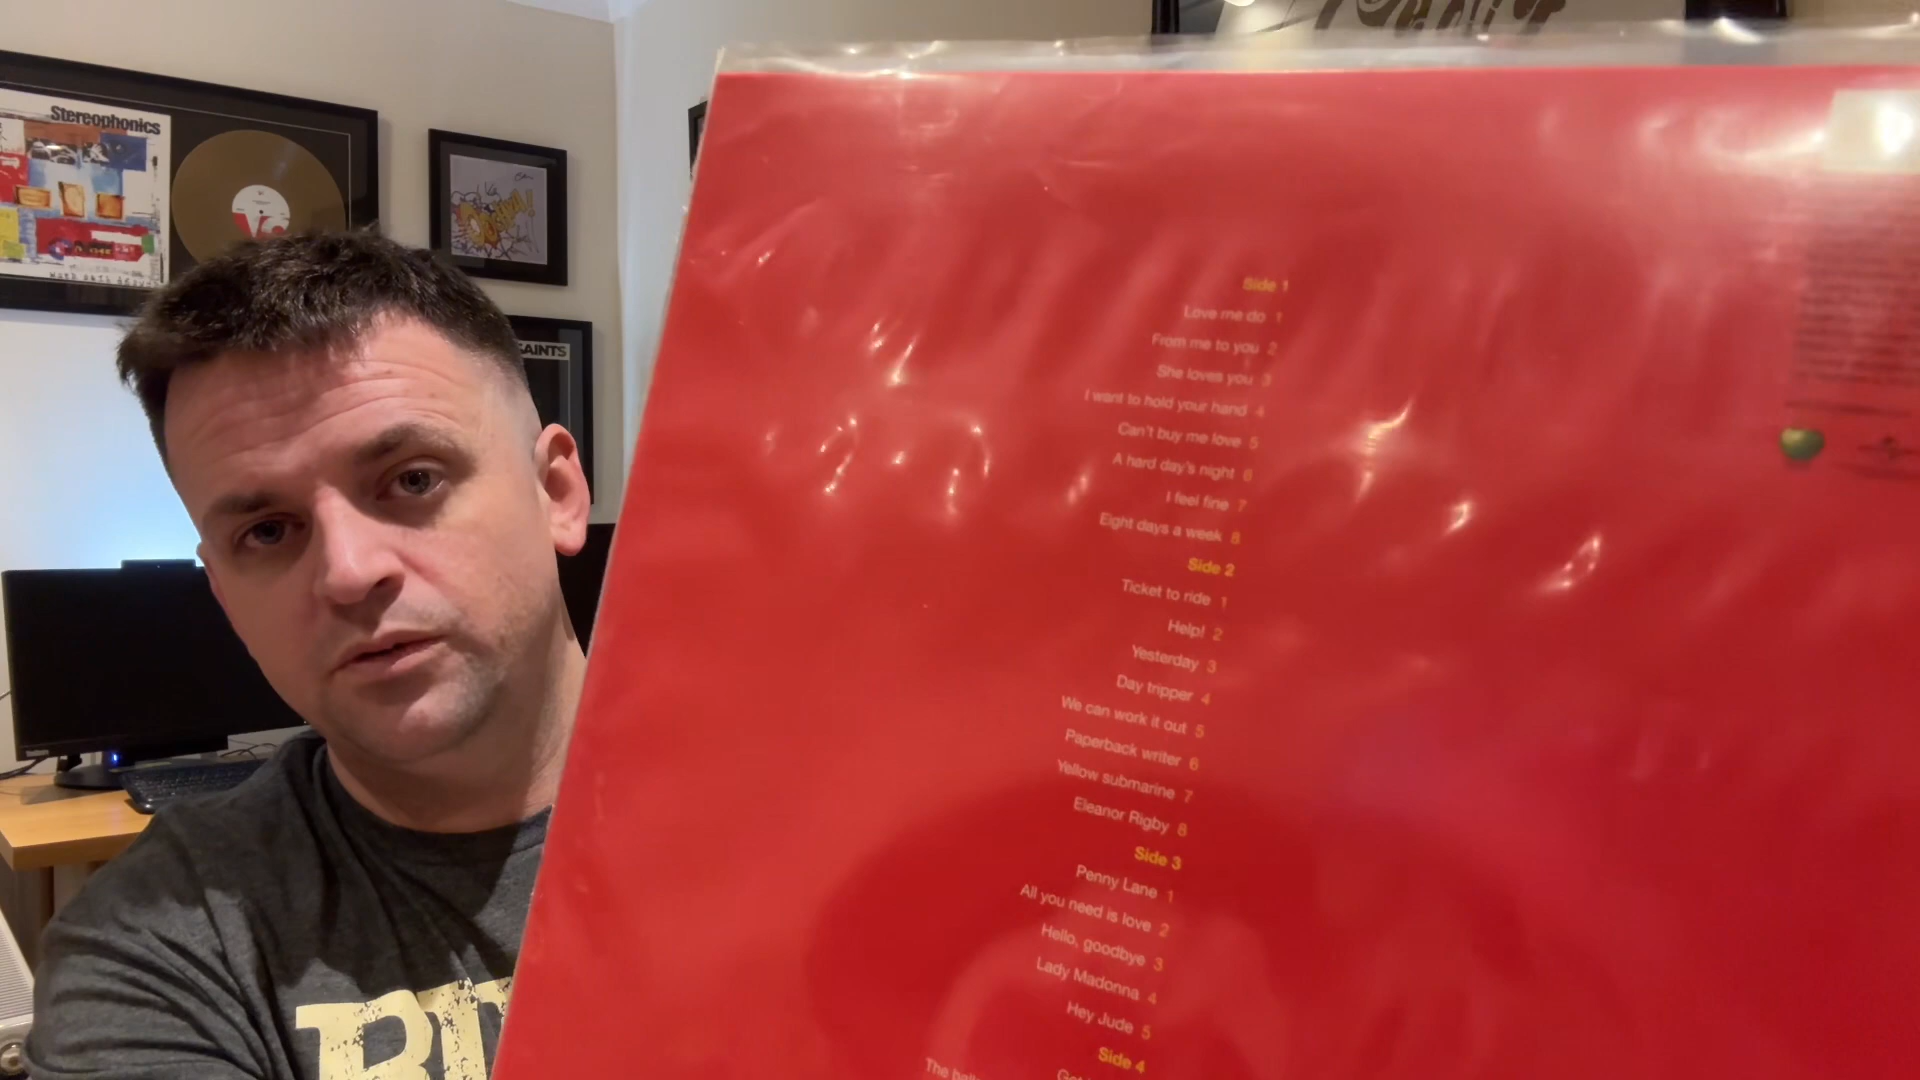 Stereophonics
SAINTS
Side 1
Love me do 1
From me to you 2
She loves you 3
I want to hold your hand 4
Can't buy me love 5
A hard day's night 6
I feel fine 7
Eight days a week 8
Side 2
Ticket to ride 1
Help! 2
Yesterday 3
Day tripper 4
We can work it out 5
Paperback writer 6
Yellow submarine 7
Eleanor Rigby 8
Side 3
Penny Lane 1
All you need is love 2
Hello, goodbye 3
Lady Madonna 4
Hey Jude 5
Side 4
The